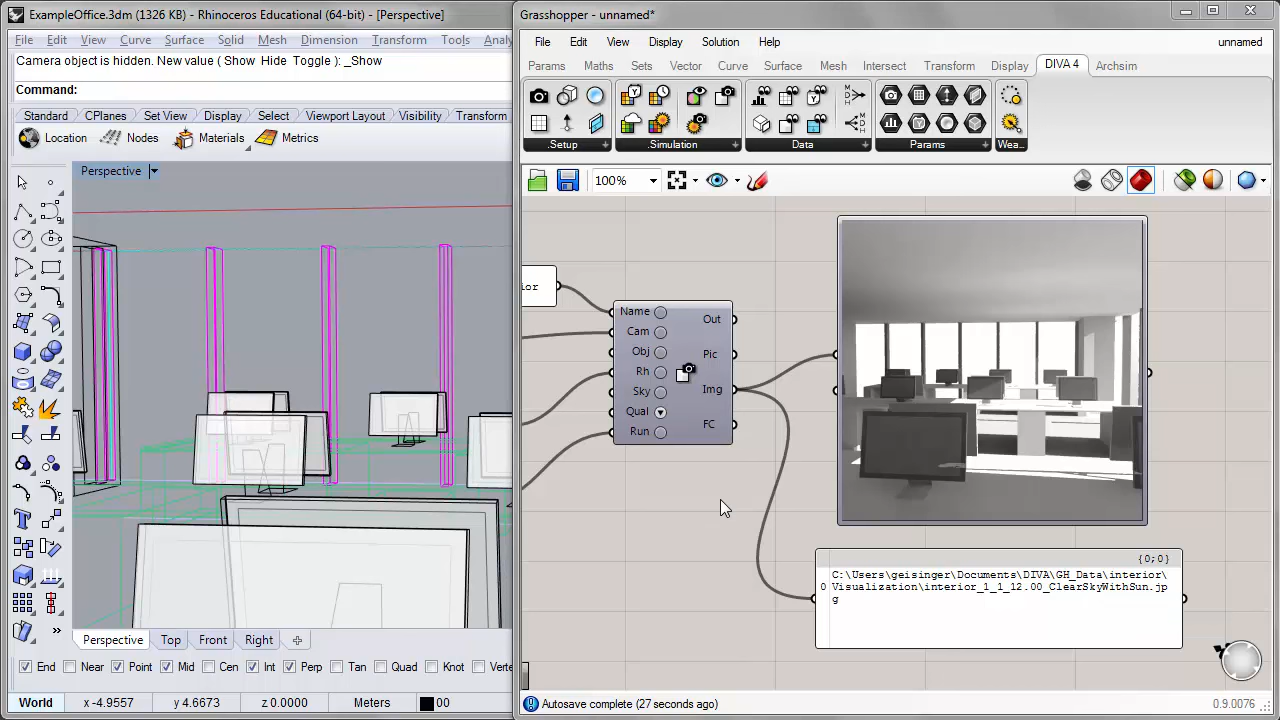 ExampleOffice.3dm (1326 KB) - Rhinoceros Educational (64-bit) - [Perspective]
File Edit View Curve Surface Solid Mesh Dimension Transform Tools Analy
Camera object is hidden. New value ( Show Hide Toggle ): _Show
Command:
Standard CPlanes Set View Display Select Viewport Layout Visibility Transform
Location Nodes Materials Metrics
Perspective
Perspective Top Front Right
End Near Point Mid Cen Int Perp Tan Quad Knot Verte
World x -4.9557 y 4.6673 z 0.0000 Meters 00
Grasshopper - unnamed*
File Edit View Display Solution Help unnamed
Params Maths Sets Vector Curve Surface Mesh Intersect Transform Display DIVA 4 Archsim
.Setup .Simulation Data Params Wea...
100%
ior
Name
Cam
Obj
Rh
Sky
Qual
Run
Out
Pic
Img
FC
{0;0}
0
C:\Users\geisinger\Documents\DIVA\GH_Data\interior\
Visualization\interior_1_1_12.00_ClearSkyWithSun.jp
g
Autosave complete (27 seconds ago) 0.9.0076